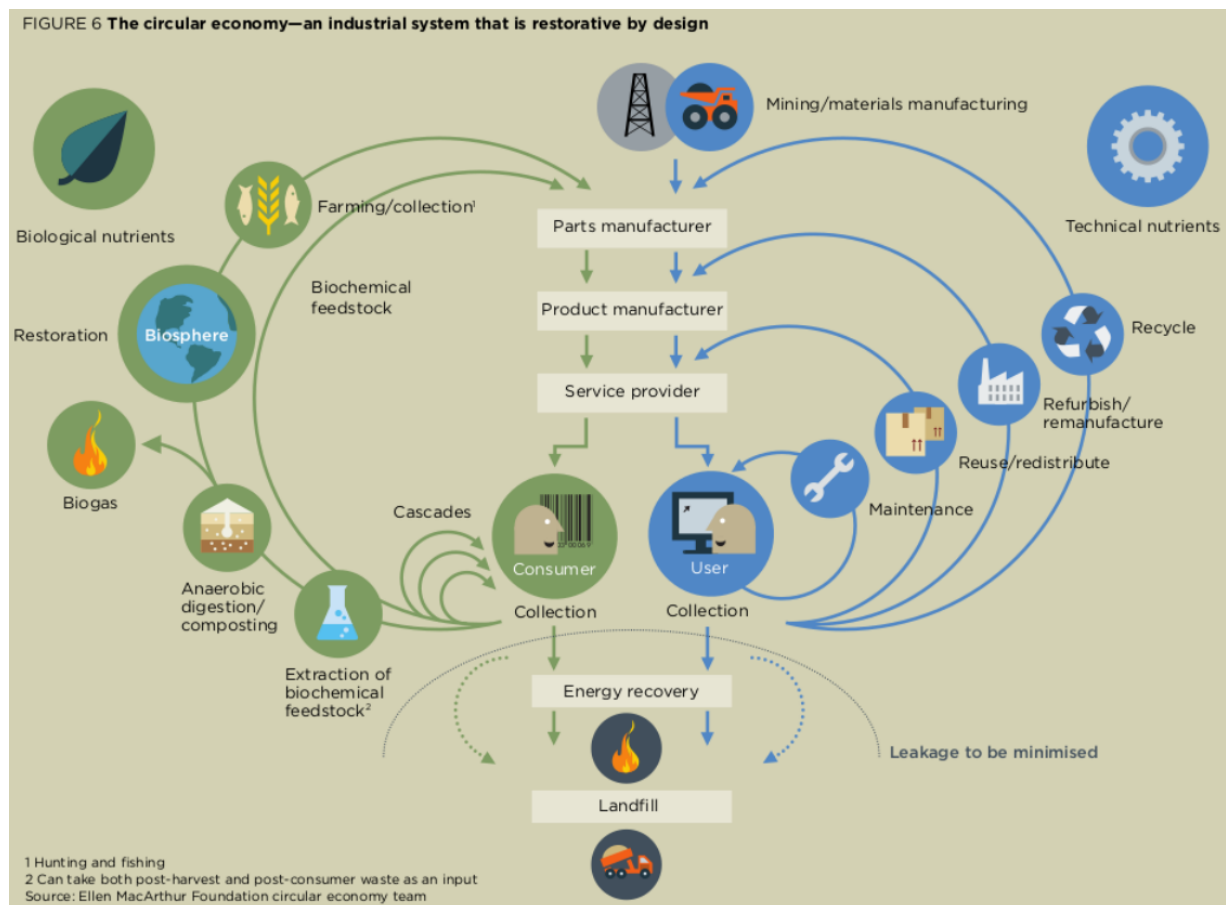 FIGURE 6 The circular economy—an industrial system that is restorative by design
Mining/materials manufacturing
Biological nutrients
Farming/collection¹
Parts manufacturer
Technical nutrients
Biochemical
feedstock
Product manufacturer
Restoration
Biosphere
Recycle
Service provider
Refurbish/
remanufacture
Biogas
Reuse/redistribute
Cascades
Maintenance
Consumer
User
Anaerobic
digestion/
composting
Collection
Collection
Extraction of
biochemical
feedstock²
Energy recovery
Leakage to be minimised
Landfill
1 Hunting and fishing
2 Can take both post-harvest and post-consumer waste as an input
Source: Ellen MacArthur Foundation circular economy team